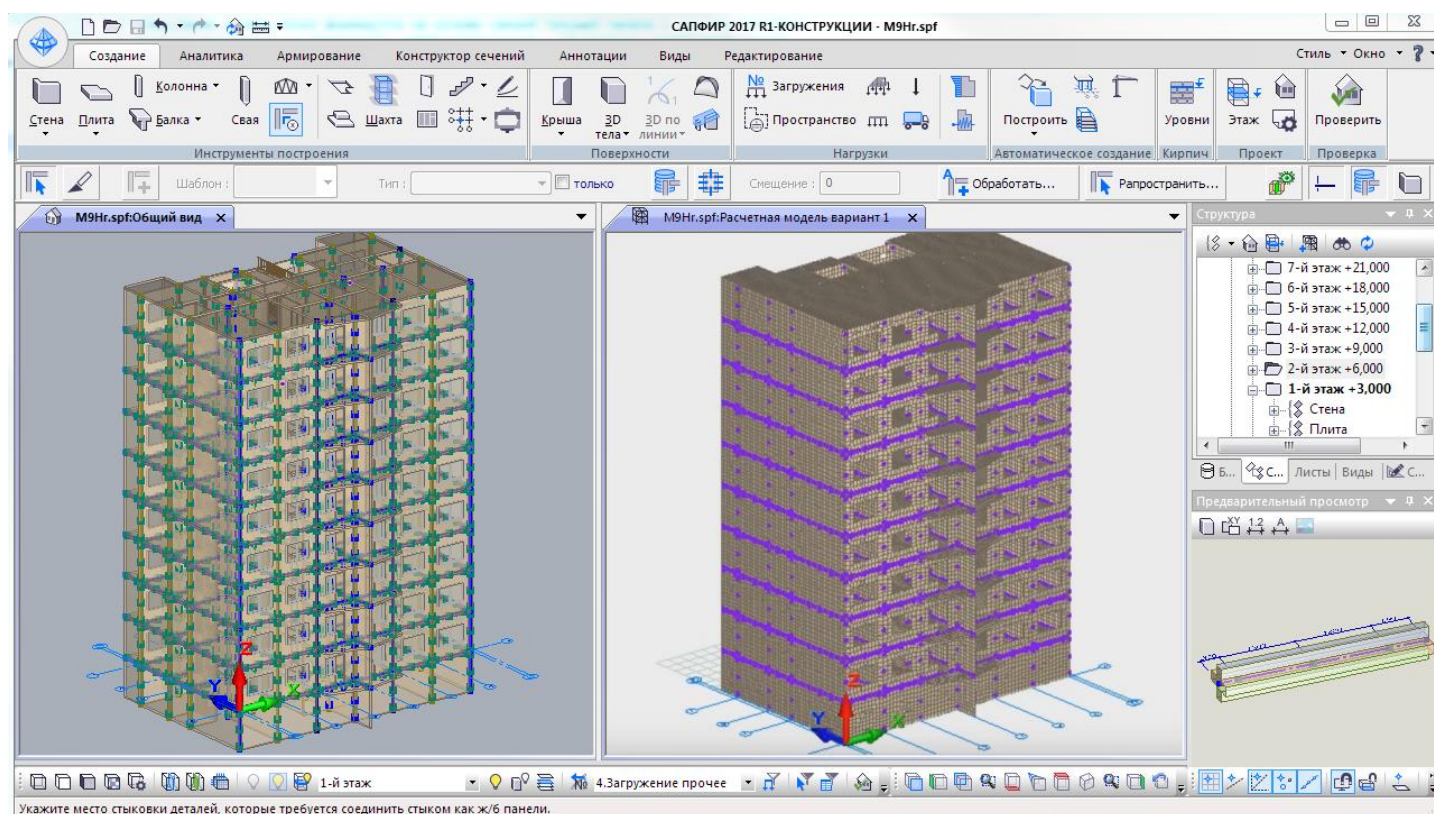 САПФИР 2017 R1-КОНСТРУКЦИИ - M9Hr.spf
Создание Аналитика Армирование Конструктор сечений Аннотации Виды Редактирование Стиль Окно ?
Колонна № Загружения
Стена Плита Балка Свая Шахта Крыша 3D тела 3D по линии Пространство Построить Уровни Этаж Проверить
Инструменты построения Поверхности Нагрузки Автоматическое создание Кирпич Проект Проверка
Шаблон : Тип : только Смещение : 0 Обработать... Рапространить...
M9Hr.spf:Общий вид x M9Hr.spf:Расчетная модель вариант 1 x Структура
7-й этаж +21,000
6-й этаж +18,000
5-й этаж +15,000
4-й этаж +12,000
3-й этаж +9,000
2-й этаж +6,000
1-й этаж +3,000
Стена
Плита
Б... С... Листы Виды С...
Предварительный просмотр
XY 1.2 A
Z Y X
Z Y X
1-й этаж 4.Загружение прочее
Укажите место стыковки деталей, которые требуется соединить стыком как ж/б панели.